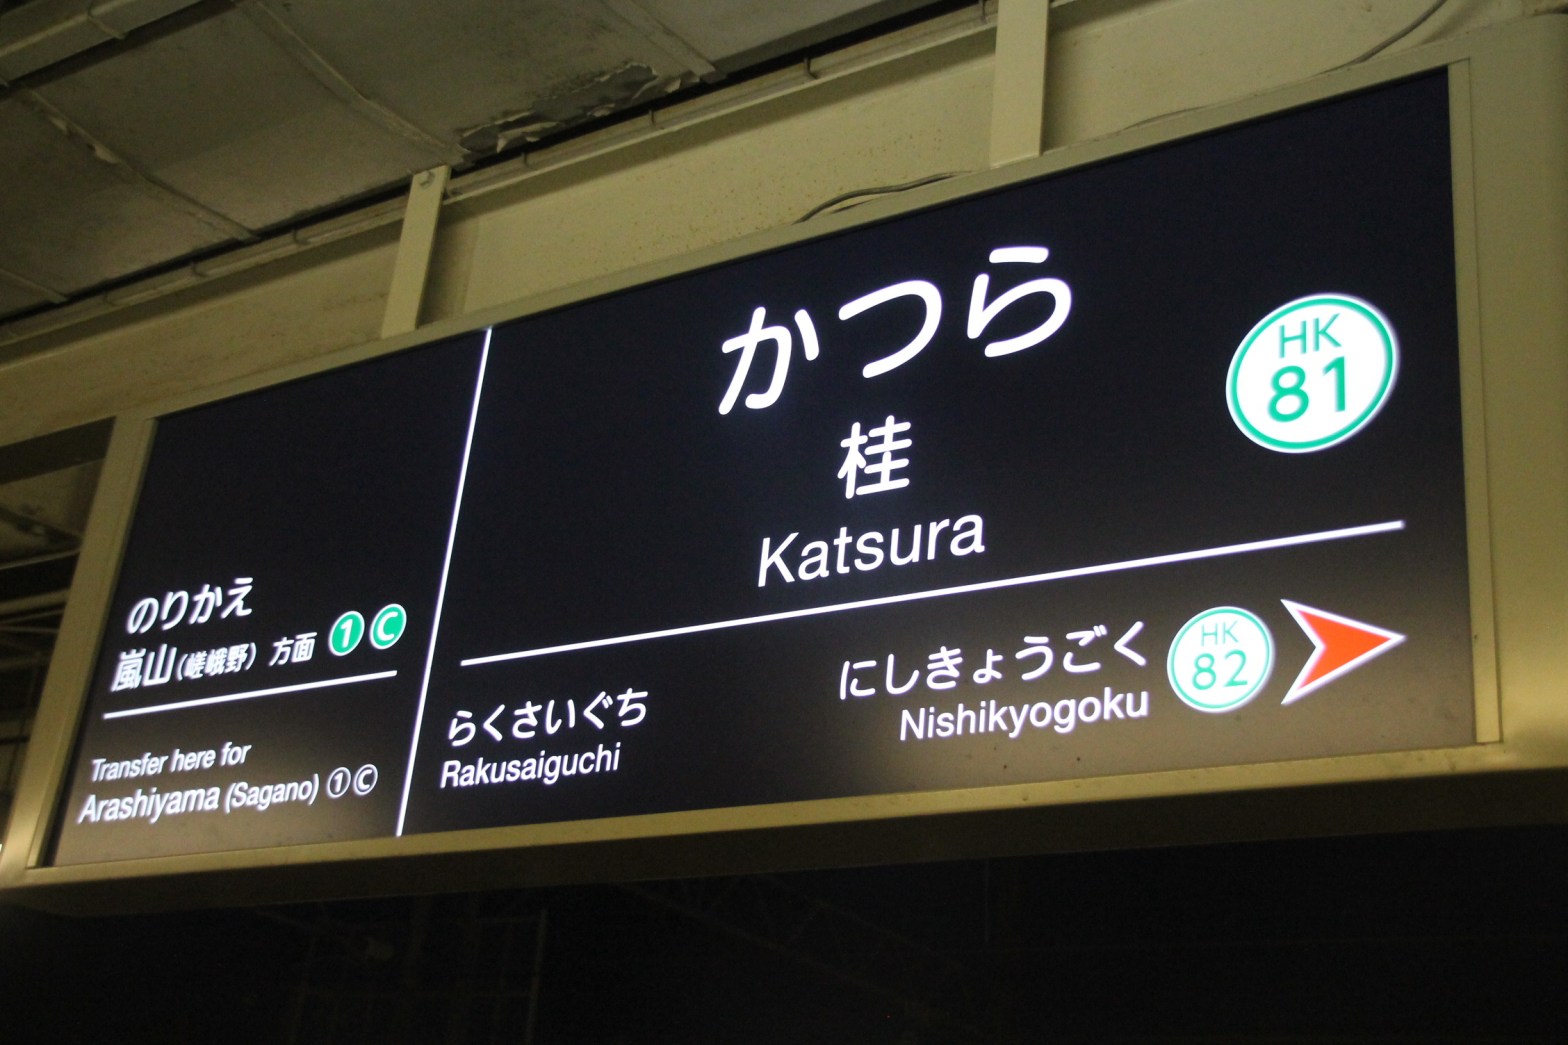 のりかえ
嵐山(嵯峨野)方面 1 C
Transfer here for
Arashiyama (Sagano) 1 C
かつら
桂
Katsura
HK
81
らくさいぐち
Rakusaiguchi
にしきょうごく
Nishikyogoku
HK
82